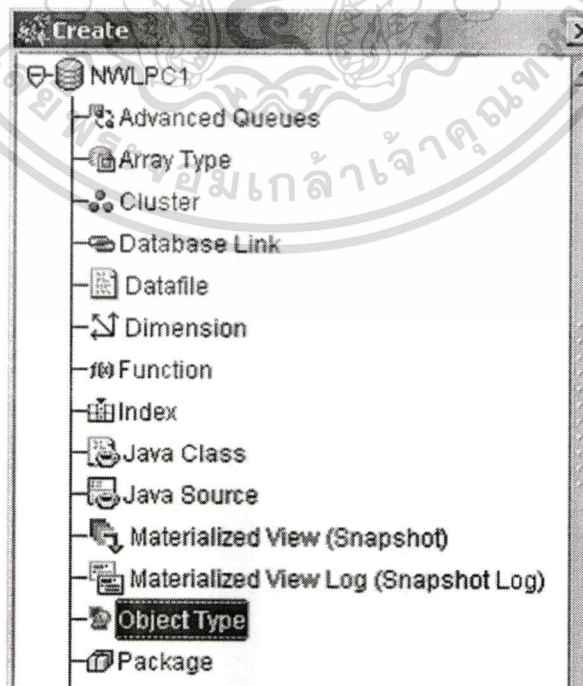 Create
NWLPC1
Advanced Queues
Array Type
Cluster
Database Link
Datafile
Dimension
f(x) Function
Index
Java Class
Java Source
Materialized View (Snapshot)
Materialized View Log (Snapshot Log)
Object Type
Package